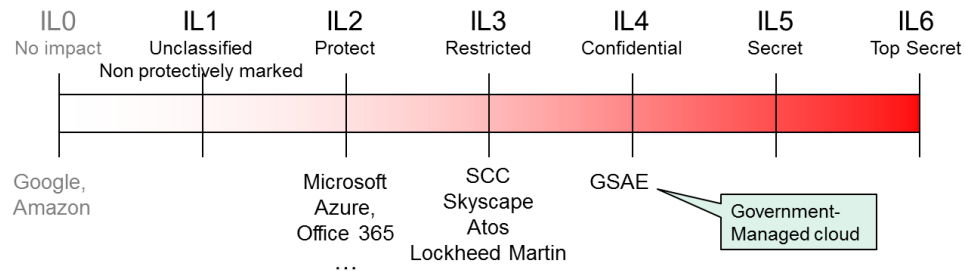 IL0
No impact
IL1
Unclassified
Non protectively marked
IL2
Protect
IL3
Restricted
IL4
Confidential
IL5
Secret
IL6
Top Secret
Google,
Amazon
Microsoft
Azure,
Office 365
...
SCC
Skyscape
Atos
Lockheed Martin
GSAE
Government-
Managed cloud